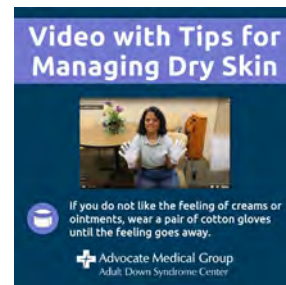 Video with Tips for
Managing Dry Skin
If you do not like the feeling of creams or
ointments, wear a pair of cotton gloves
until the feeling goes away.
Advocate Medical Group
Adult Down Syndrome Center